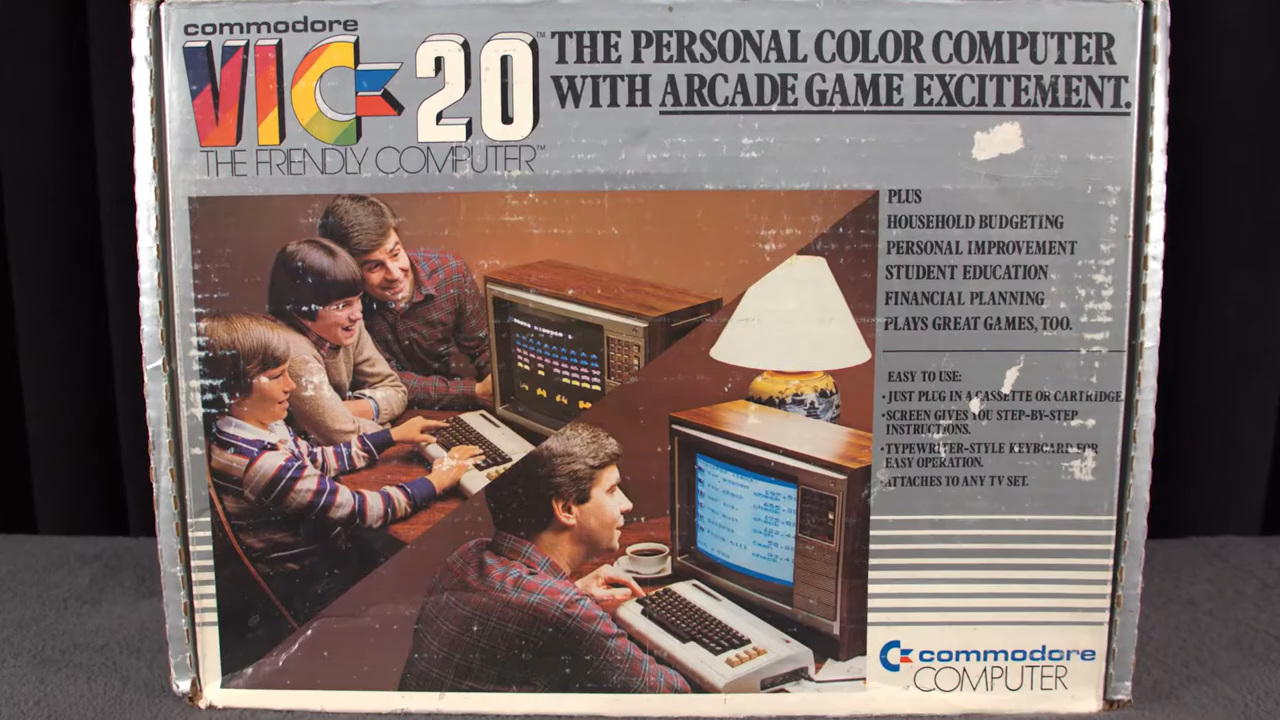 commodore
VIC-20™
THE FRIENDLY COMPUTER™
THE PERSONAL COLOR COMPUTER
WITH ARCADE GAME EXCITEMENT.
PLUS
HOUSEHOLD BUDGETING
PERSONAL IMPROVEMENT
STUDENT EDUCATION
FINANCIAL PLANNING
PLAYS GREAT GAMES, TOO.
EASY TO USE:
• JUST PLUG IN A CASSETTE OR CARTRIDGE.
• SCREEN GIVES YOU STEP-BY-STEP
INSTRUCTIONS.
• TYPEWRITER-STYLE KEYBOARD FOR
EASY OPERATION.
• ATTACHES TO ANY TV SET.
commodore
COMPUTER